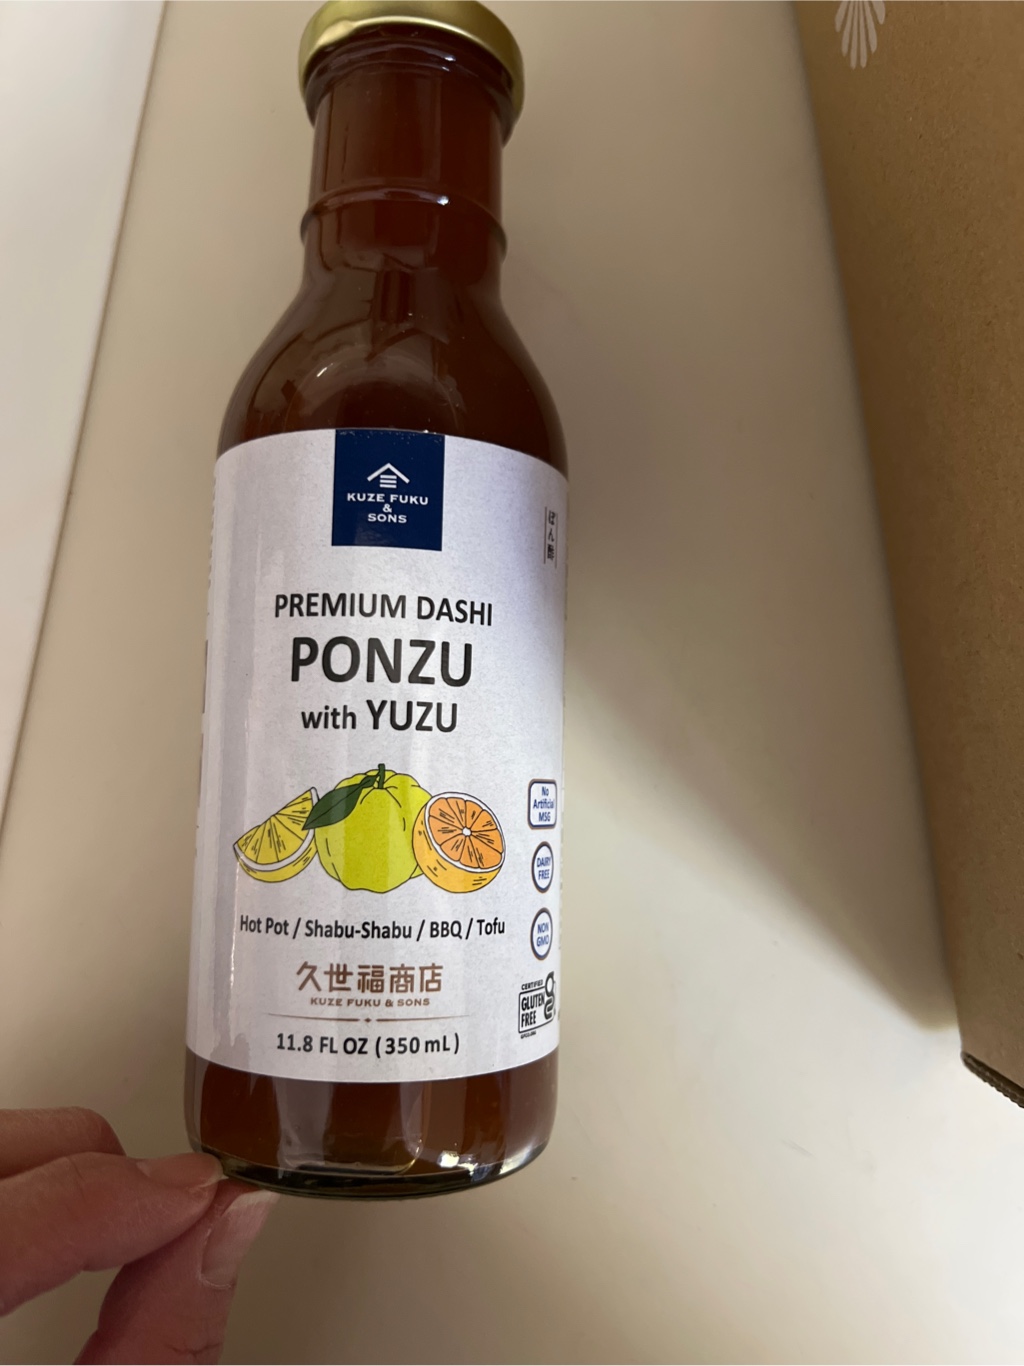 KUZE FUKU
&
SONS
ぽん酢
PREMIUM DASHI
PONZU
with YUZU
No
Artificial
MSG
DAIRY
FREE
Hot Pot / Shabu-Shabu / BBQ / Tofu
NON
GMO
久世福商店
KUZE FUKU & SONS
CERTIFIED
GLUTEN
FREE
11.8 FL OZ (350 mL)